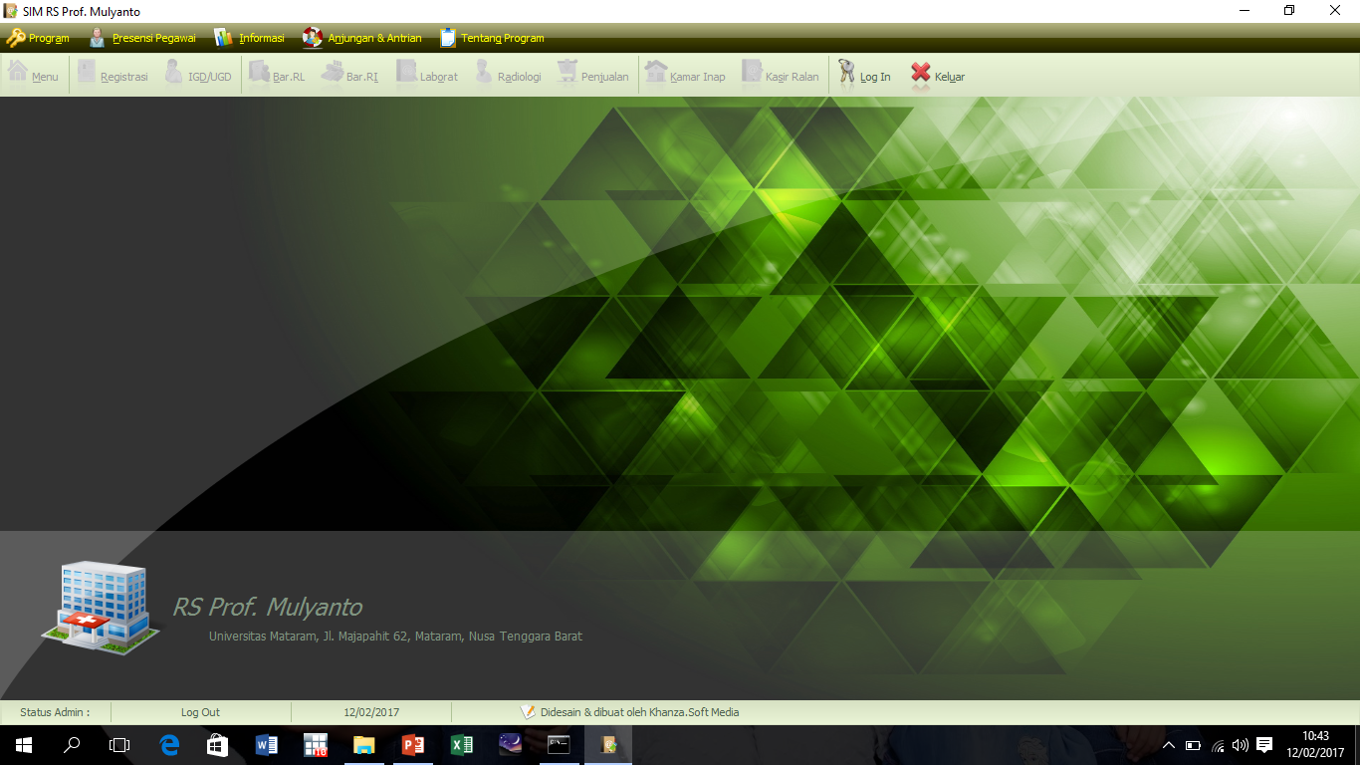 SIM RS Prof. Mulyanto
Program Presensi Pegawai Informasi Anjungan & Antrian Tentang Program
Menu Registrasi IGD/UGD Bar.RL Bar.RI Laborat Radiologi Penjualan Kamar Inap Kasir Ralan Log In Keluar
RS Prof. Mulyanto
Universitas Mataram, Jl. Majapahit 62, Mataram, Nusa Tenggara Barat
Status Admin : Log Out 12/02/2017 Didesain & dibuat oleh Khanza.Soft Media
10:43
12/02/2017